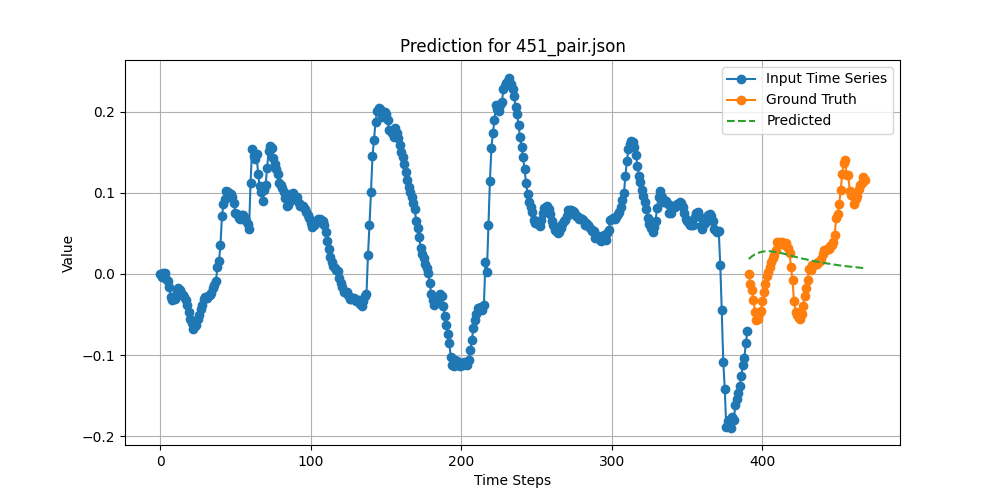 Prediction for 451_pair.json
Input Time Series
Ground Truth
Predicted
Value
0.2
0.1
0.0
−0.1
−0.2
0 100 200 300 400
Time Steps